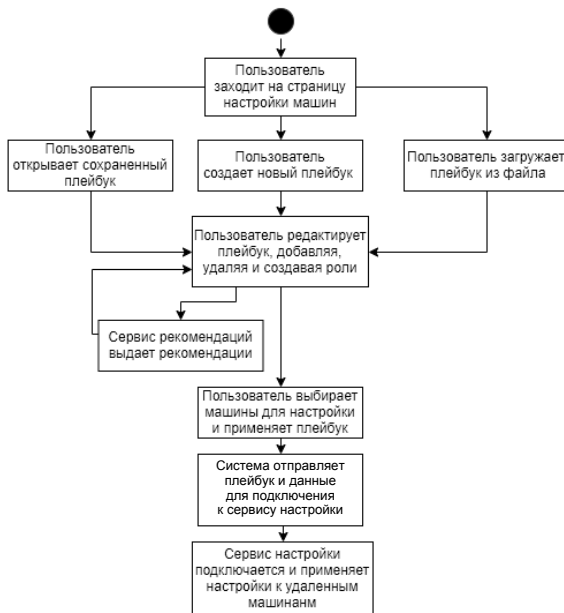 Пользователь
заходит на страницу
настройки машин
Пользователь
открывает сохраненный
плейбук
Пользователь
создает новый плейбук
Пользователь загружает
плейбук из файла
Пользователь редактирует
плейбук, добавляя,
удаляя и создавая роли
Сервис рекомендаций
выдает рекомендации
Пользователь выбирает
машины для настройки
и применяет плейбук
Система отправляет
плейбук и данные
для подключения
к сервису настройки
Сервис настройки
подключается и применяет
настройки к удаленным
машинанм